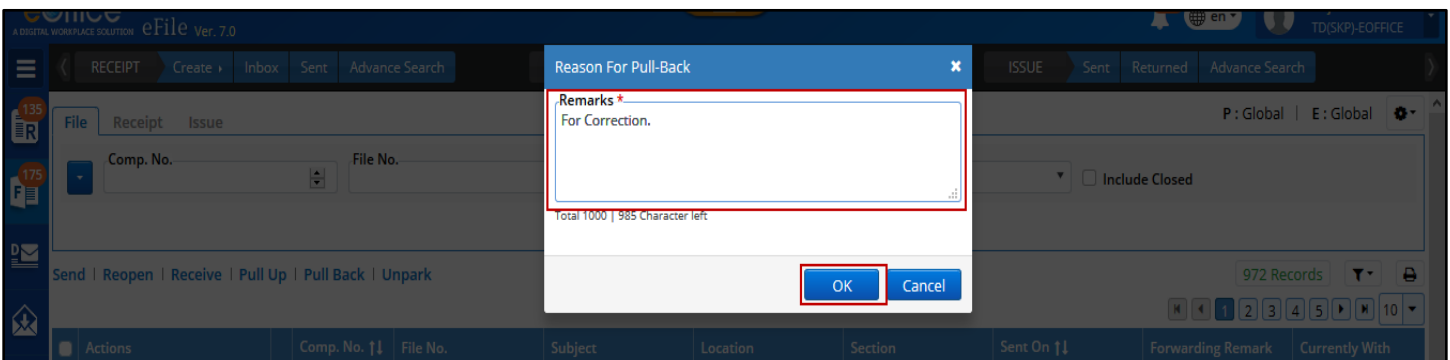 eOffice
A DIGITAL WORKPLACE SOLUTION eFile Ver. 7.0
en
TD(SKP)-EOFFICE
RECEIPT Create Inbox Sent Advance Search
ISSUE Sent Returned Advance Search
Reason For Pull-Back
Remarks *
For Correction.
Total 1000 | 985 Character left
OK Cancel
135
R
175
F
D
File Receipt Issue
P : Global | E : Global
Comp. No.
File No.
Include Closed
Send | Reopen | Receive | Pull Up | Pull Back | Unpark
972 Records
1 2 3 4 5 10
Actions Comp. No. File No. Subject Location Section Sent On Forwarding Remark Currently With